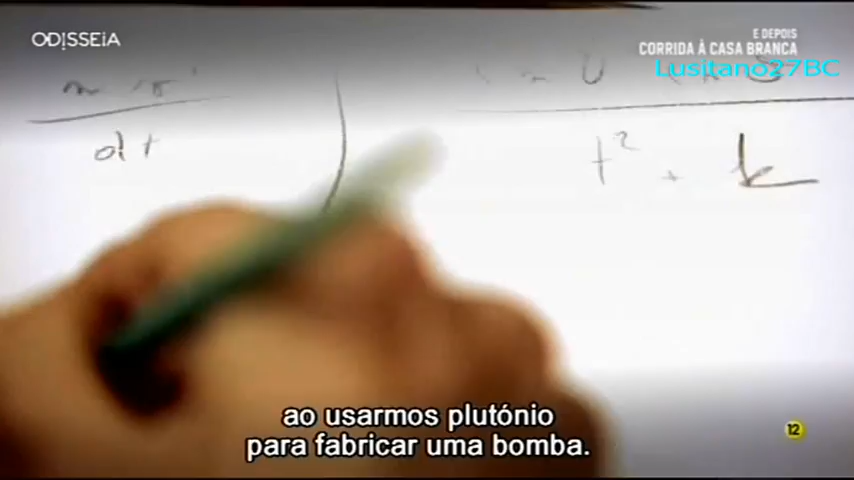 ODISSEIA
E DEPOIS
CORRIDA À CASA BRANCA
Lusitano27BC
dt
t² + k
ao usarmos plutónio
para fabricar uma bomba.
12